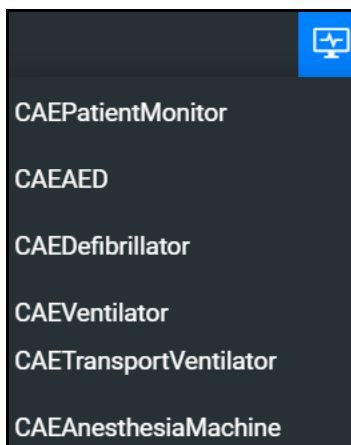 CAEPatientMonitor
CAEAED
CAEDefibrillator
CAEVentilator
CAETransportVentilator
CAEAnesthesiaMachine